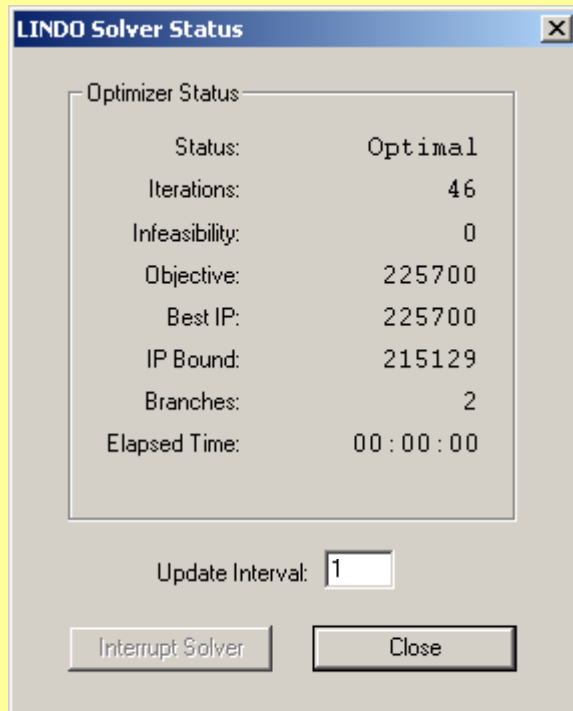 LINDO Solver Status
Optimizer Status
Status: Optimal
Iterations: 46
Infeasibility: 0
Objective: 225700
Best IP: 225700
IP Bound: 215129
Branches: 2
Elapsed Time: 00:00:00
Update Interval: 1
Interrupt Solver Close